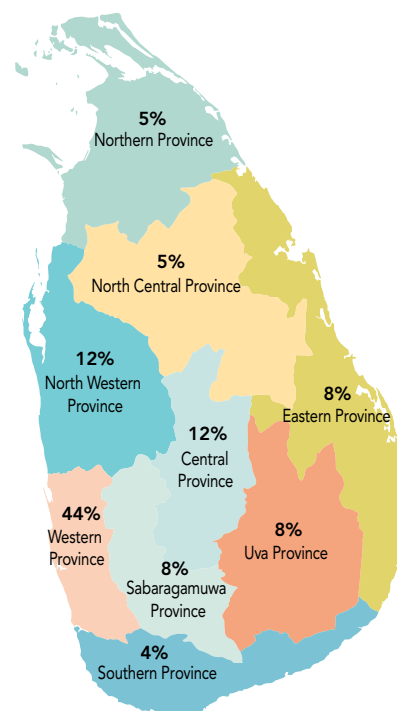 5%
Northern Province
5%
North Central Province
12%
North Western
Province
8%
Eastern Province
12%
Central
Province
44%
Western
Province
8%
Uva Province
8%
Sabaragamuwa
Province
4%
Southern Province